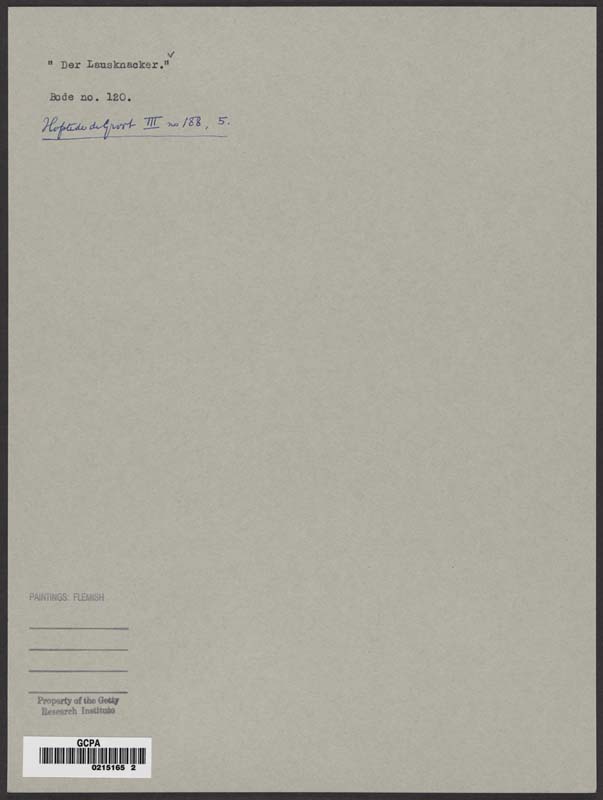 " Der Lausknacker."
Bode no. 120.
Hofstede de Groot III no 188, 5.
PAINTINGS: FLEMISH
Property of the Getty
Research Institute
GCPA
0215165 2